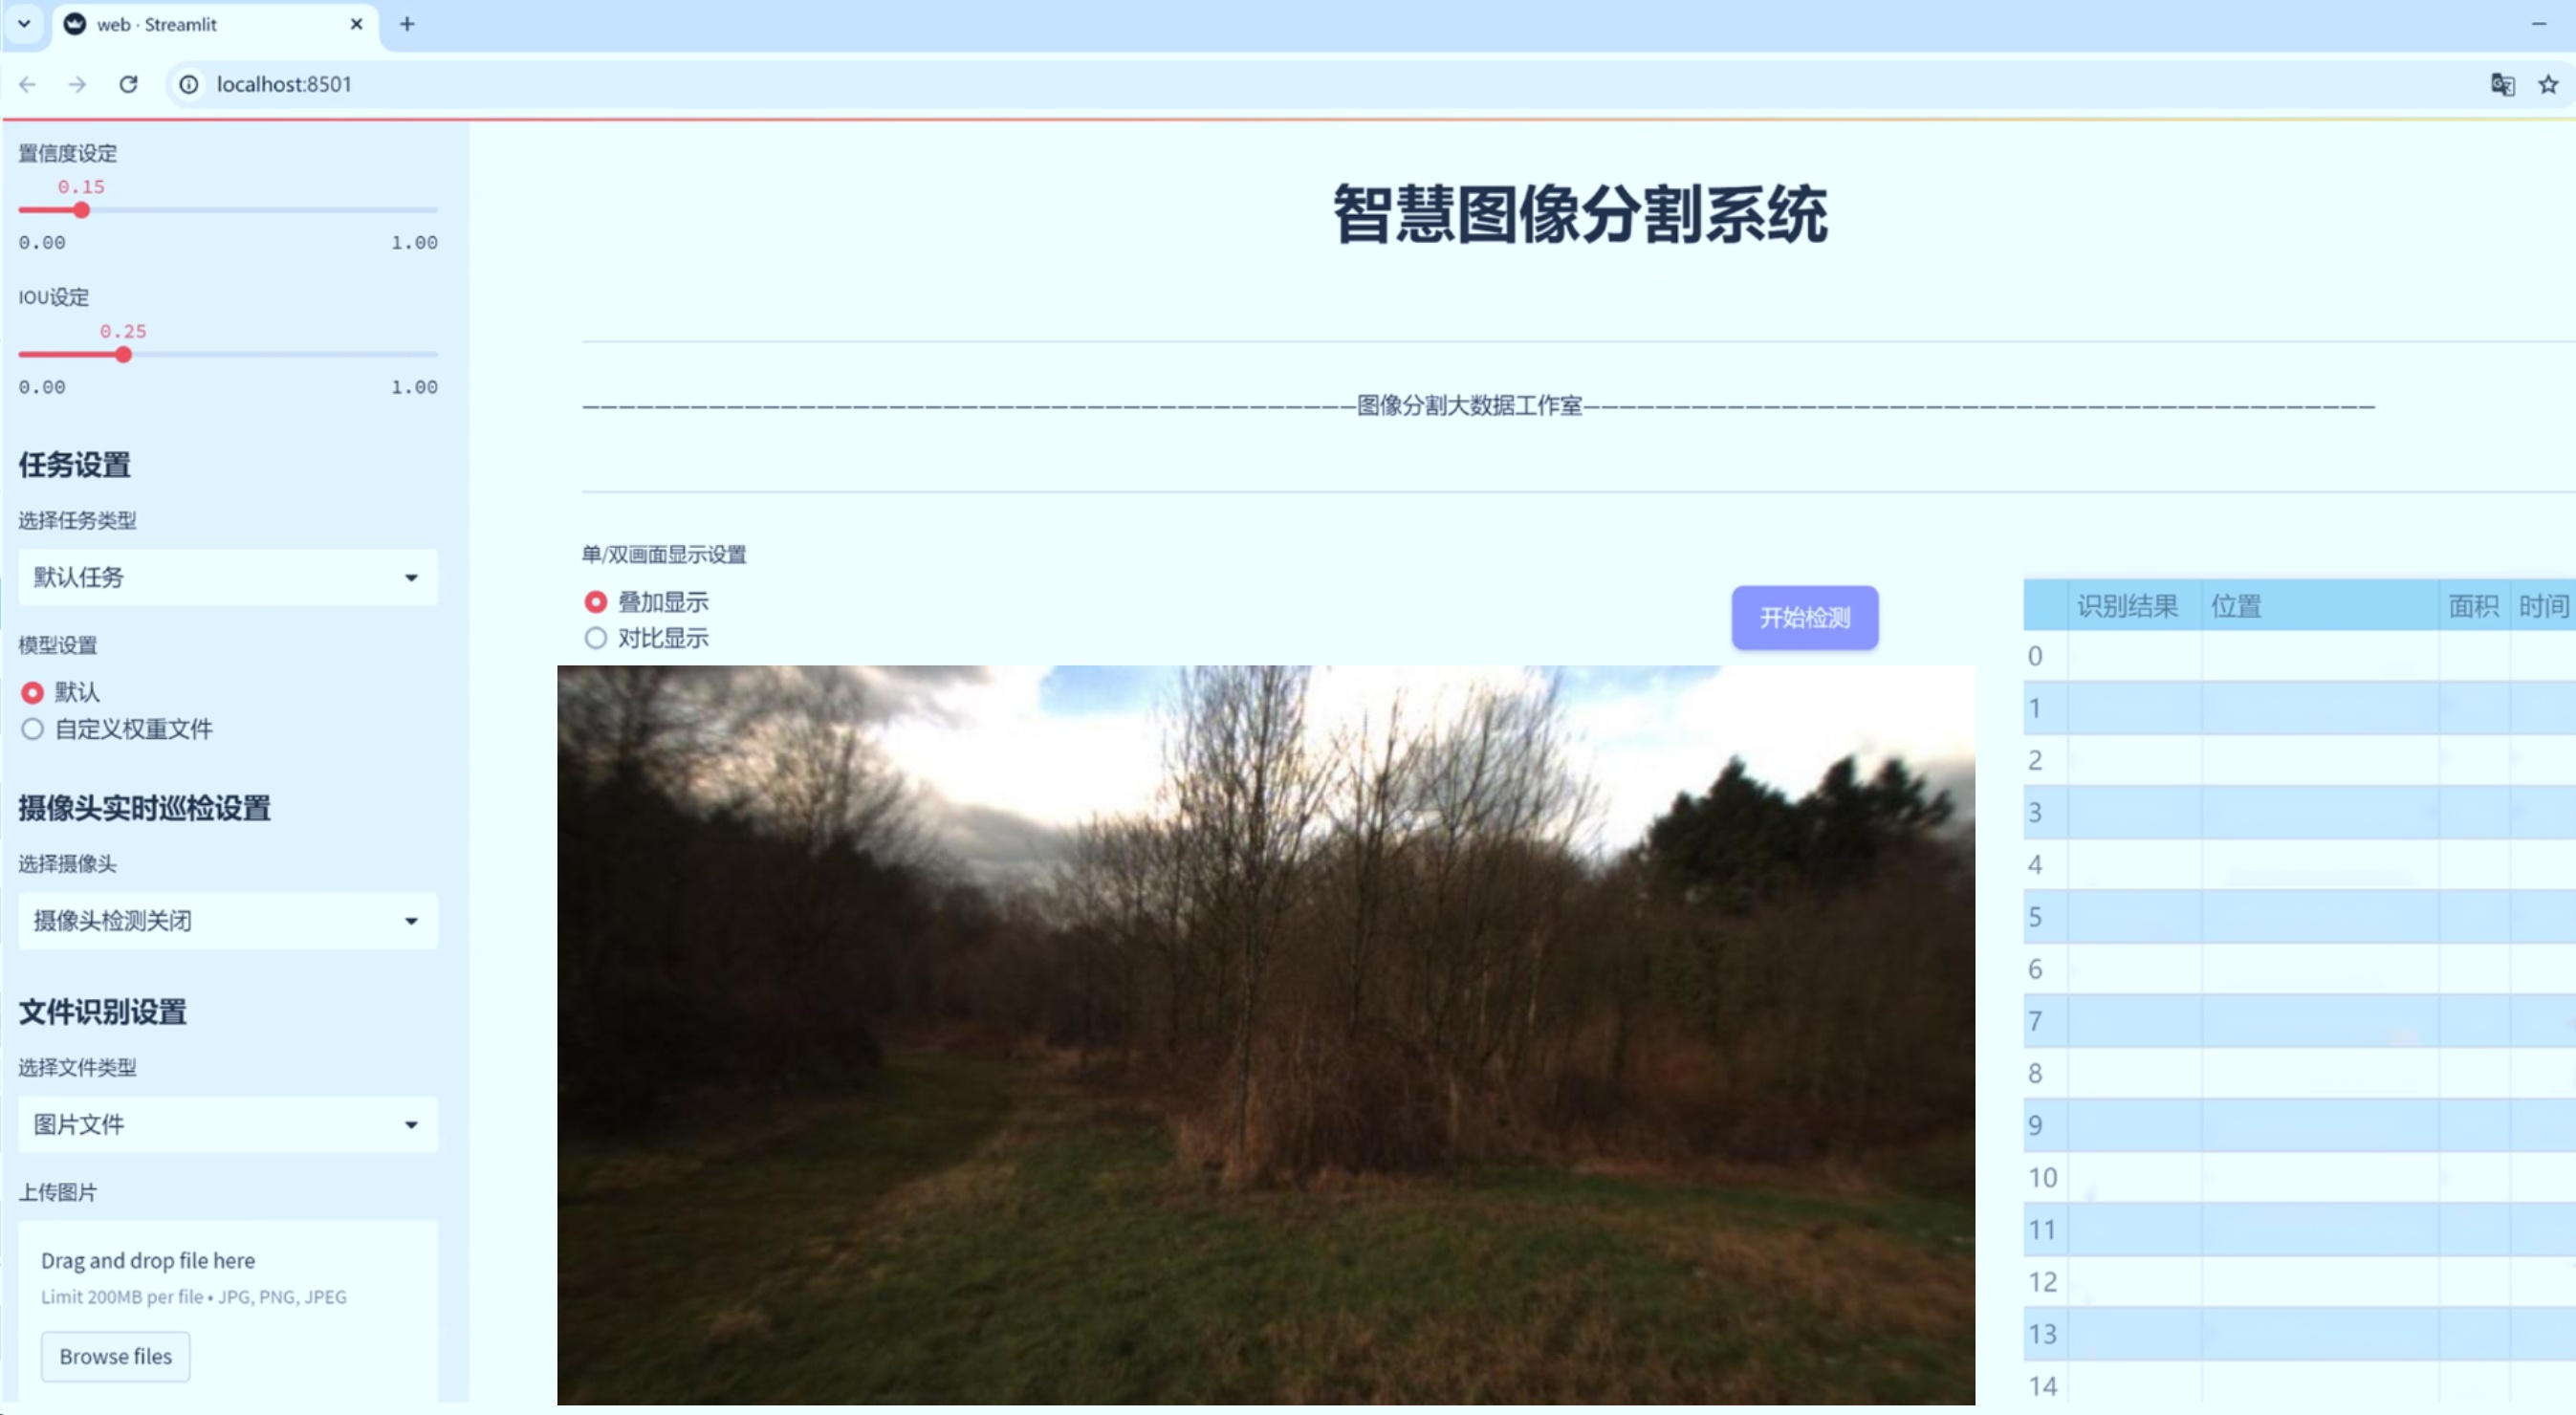 web · Streamlit
localhost:8501
置信度设定
0.15
0.00 1.00
IOU设定
0.25
0.00 1.00
任务设置
选择任务类型
默认任务
模型设置
默认
自定义权重文件
摄像头实时巡检设置
选择摄像头
摄像头检测关闭
文件识别设置
选择文件类型
图片文件
上传图片
Drag and drop file here
Limit 200MB per file • JPG, PNG, JPEG
Browse files
智慧图像分割系统
———————————————————————————————————————————图像分割大数据工作室————————————————————————————————————————————
单/双画面显示设置
叠加显示
对比显示
开始检测
识别结果 位置 面积 时间
0
1
2
3
4
5
6
7
8
9
10
11
12
13
14